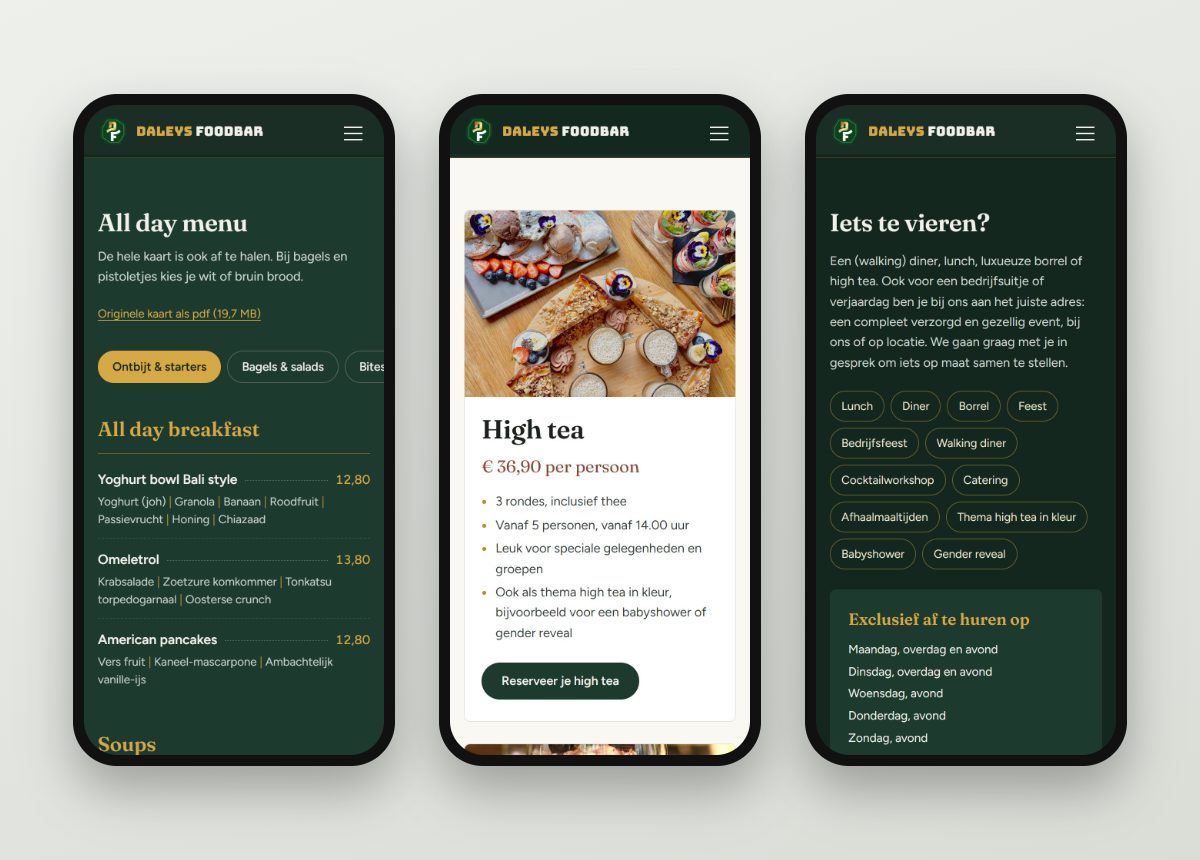 DALEYS FOODBAR
All day menu
De hele kaart is ook af te halen. Bij bagels en
pistoletjes kies je wit of bruin brood.
Originele kaart als pdf (19,7 MB)
Ontbijt & starters
Bagels & salads
Bites
All day breakfast
Yoghurt bowl Bali style 12,80
Yoghurt (joh) | Granola | Banaan | Roodfruit |
Passievrucht | Honing | Chiazaad
Omeletrol 13,80
Krabsalade | Zoetzure komkommer | Tonkatsu
torpedogarnaal | Oosterse crunch
American pancakes 12,80
Vers fruit | Kaneel-mascarpone | Ambachtelijk
vanille-ijs
Soups
DALEYS FOODBAR
High tea
€ 36,90 per persoon
3 rondes, inclusief thee
Vanaf 5 personen, vanaf 14.00 uur
Leuk voor speciale gelegenheden en
groepen
Ook als thema high tea in kleur,
bijvoorbeeld voor een babyshower of
gender reveal
Reserveer je high tea
DALEYS FOODBAR
Iets te vieren?
Een (walking) diner, lunch, luxueuze borrel of
high tea. Ook voor een bedrijfsuitje of
verjaardag ben je bij ons aan het juiste adres:
een compleet verzorgd en gezellig event, bij
ons of op locatie. We gaan graag met je in
gesprek om iets op maat samen te stellen.
Lunch
Diner
Borrel
Feest
Bedrijfsfeest
Walking diner
Cocktailworkshop
Catering
Afhaalmaaltijden
Thema high tea in kleur
Babyshower
Gender reveal
Exclusief af te huren op
Maandag, overdag en avond
Dinsdag, overdag en avond
Woensdag, avond
Donderdag, avond
Zondag, avond